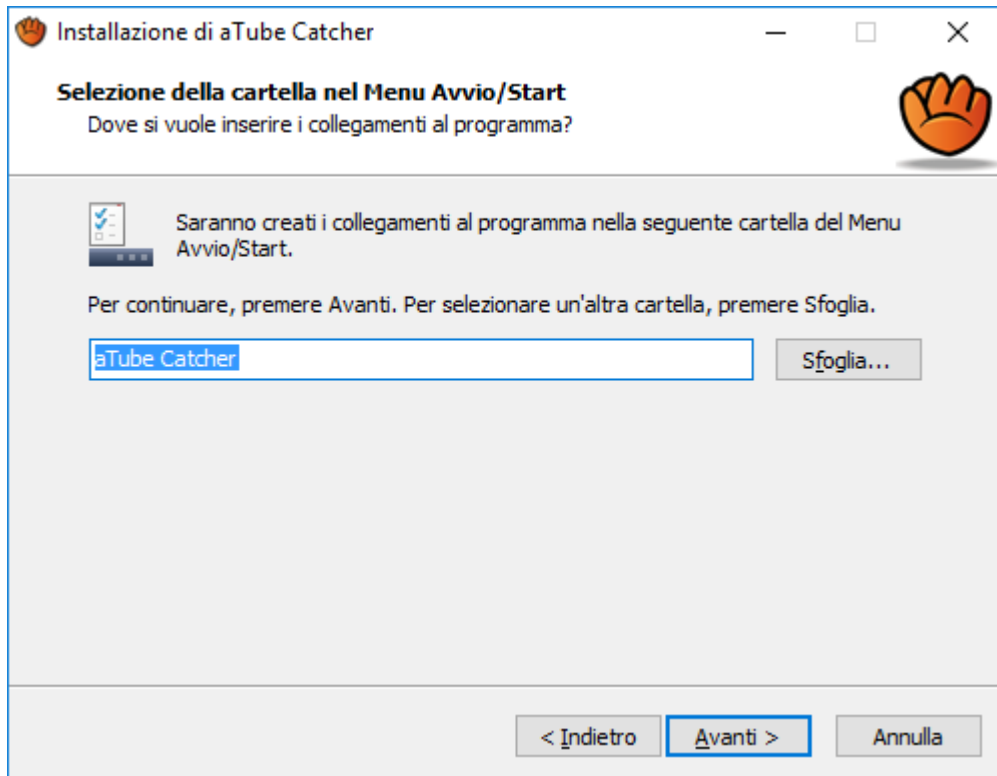 Installazione di aTube Catcher
Selezione della cartella nel Menu Avvio/Start
Dove si vuole inserire i collegamenti al programma?
Saranno creati i collegamenti al programma nella seguente cartella del Menu
Avvio/Start.
Per continuare, premere Avanti. Per selezionare un'altra cartella, premere Sfoglia.
aTube Catcher
Sfoglia...
< Indietro
Avanti >
Annulla